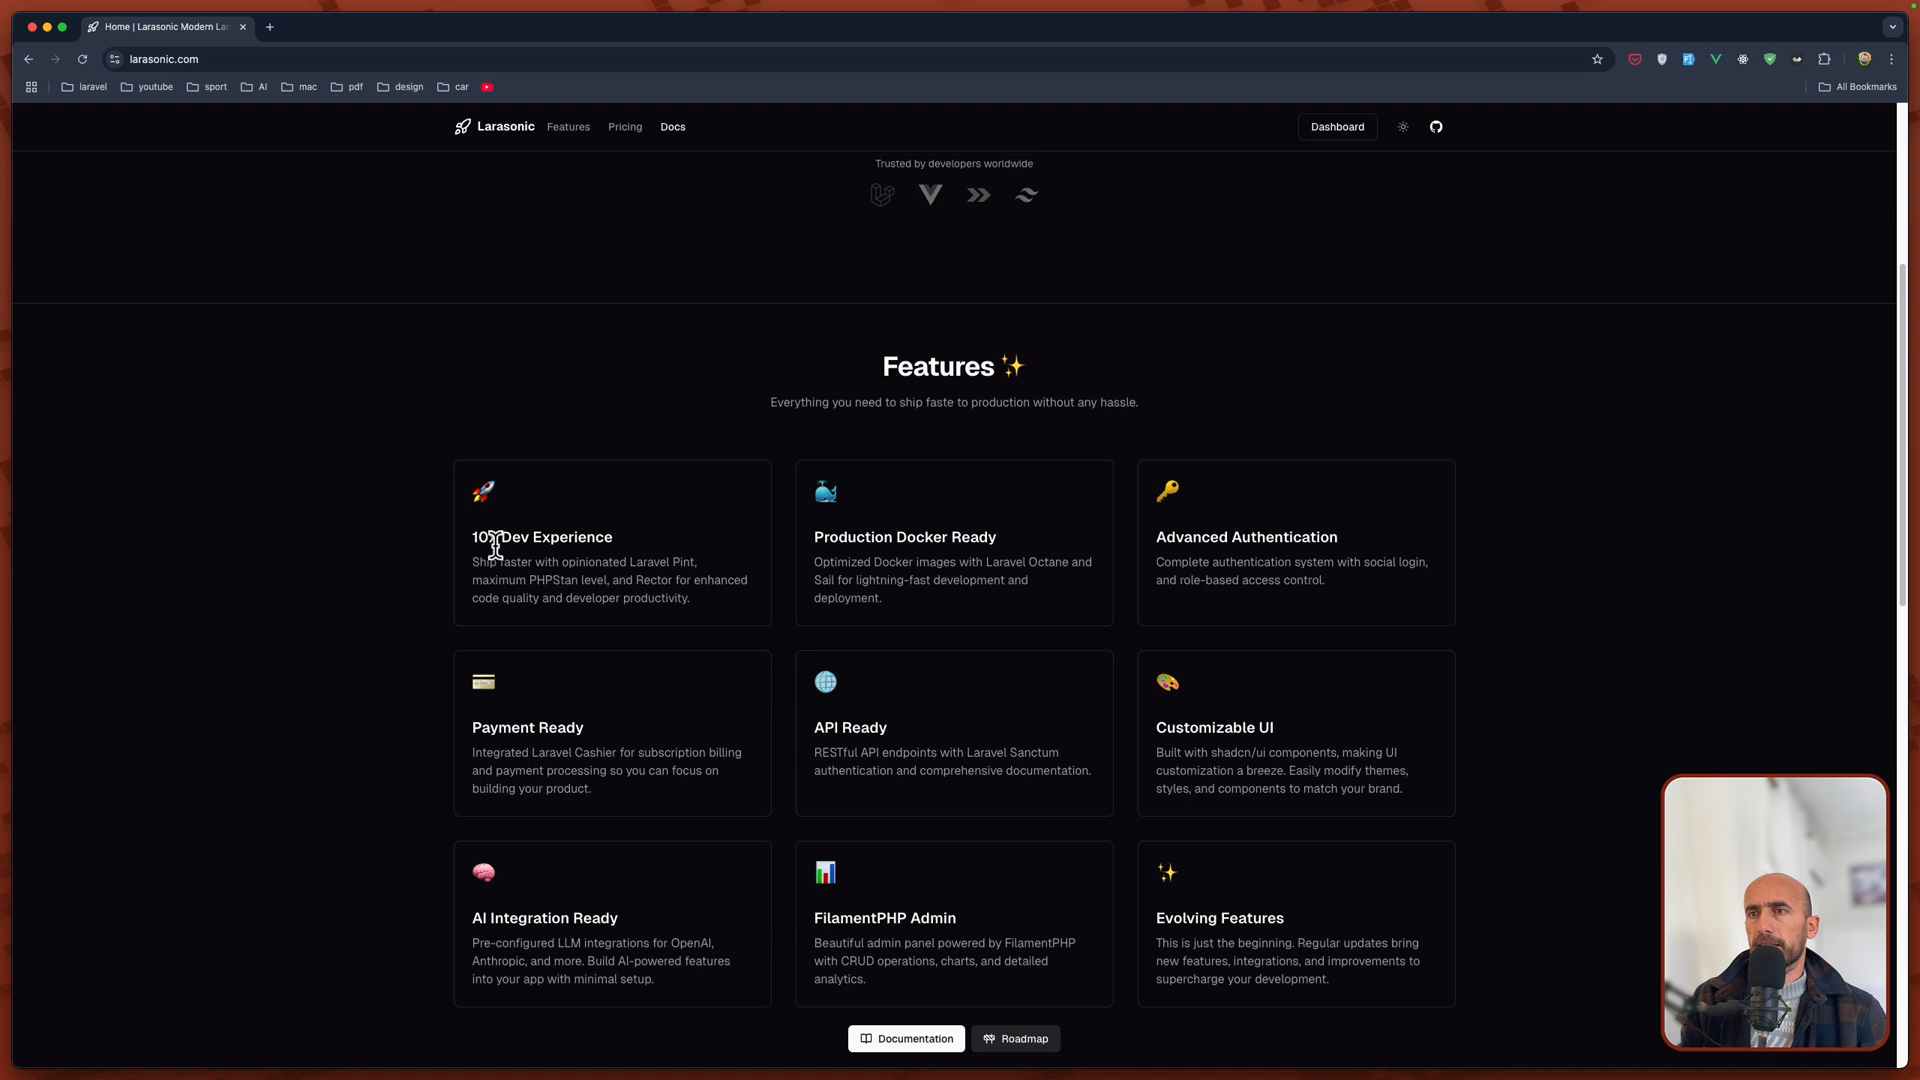 Home | Larasonic Modern La
larasonic.com
laravel
youtube
sport
AI
mac
pdf
design
car
All Bookmarks
Larasonic
Features
Pricing
Docs
Dashboard
Trusted by developers worldwide
Features ✨
Everything you need to ship faste to production without any hassle.
10x Dev Experience
Ship faster with opinionated Laravel Pint,
maximum PHPStan level, and Rector for enhanced
code quality and developer productivity.
Production Docker Ready
Optimized Docker images with Laravel Octane and
Sail for lightning-fast development and
deployment.
Advanced Authentication
Complete authentication system with social login,
and role-based access control.
Payment Ready
Integrated Laravel Cashier for subscription billing
and payment processing so you can focus on
building your product.
API Ready
RESTful API endpoints with Laravel Sanctum
authentication and comprehensive documentation.
Customizable UI
Built with shadcn/ui components, making UI
customization a breeze. Easily modify themes,
styles, and components to match your brand.
AI Integration Ready
Pre-configured LLM integrations for OpenAI,
Anthropic, and more. Build AI-powered features
into your app with minimal setup.
FilamentPHP Admin
Beautiful admin panel powered by FilamentPHP
with CRUD operations, charts, and detailed
analytics.
Evolving Features
This is just the beginning. Regular updates bring
new features, integrations, and improvements to
supercharge your development.
Documentation
Roadmap